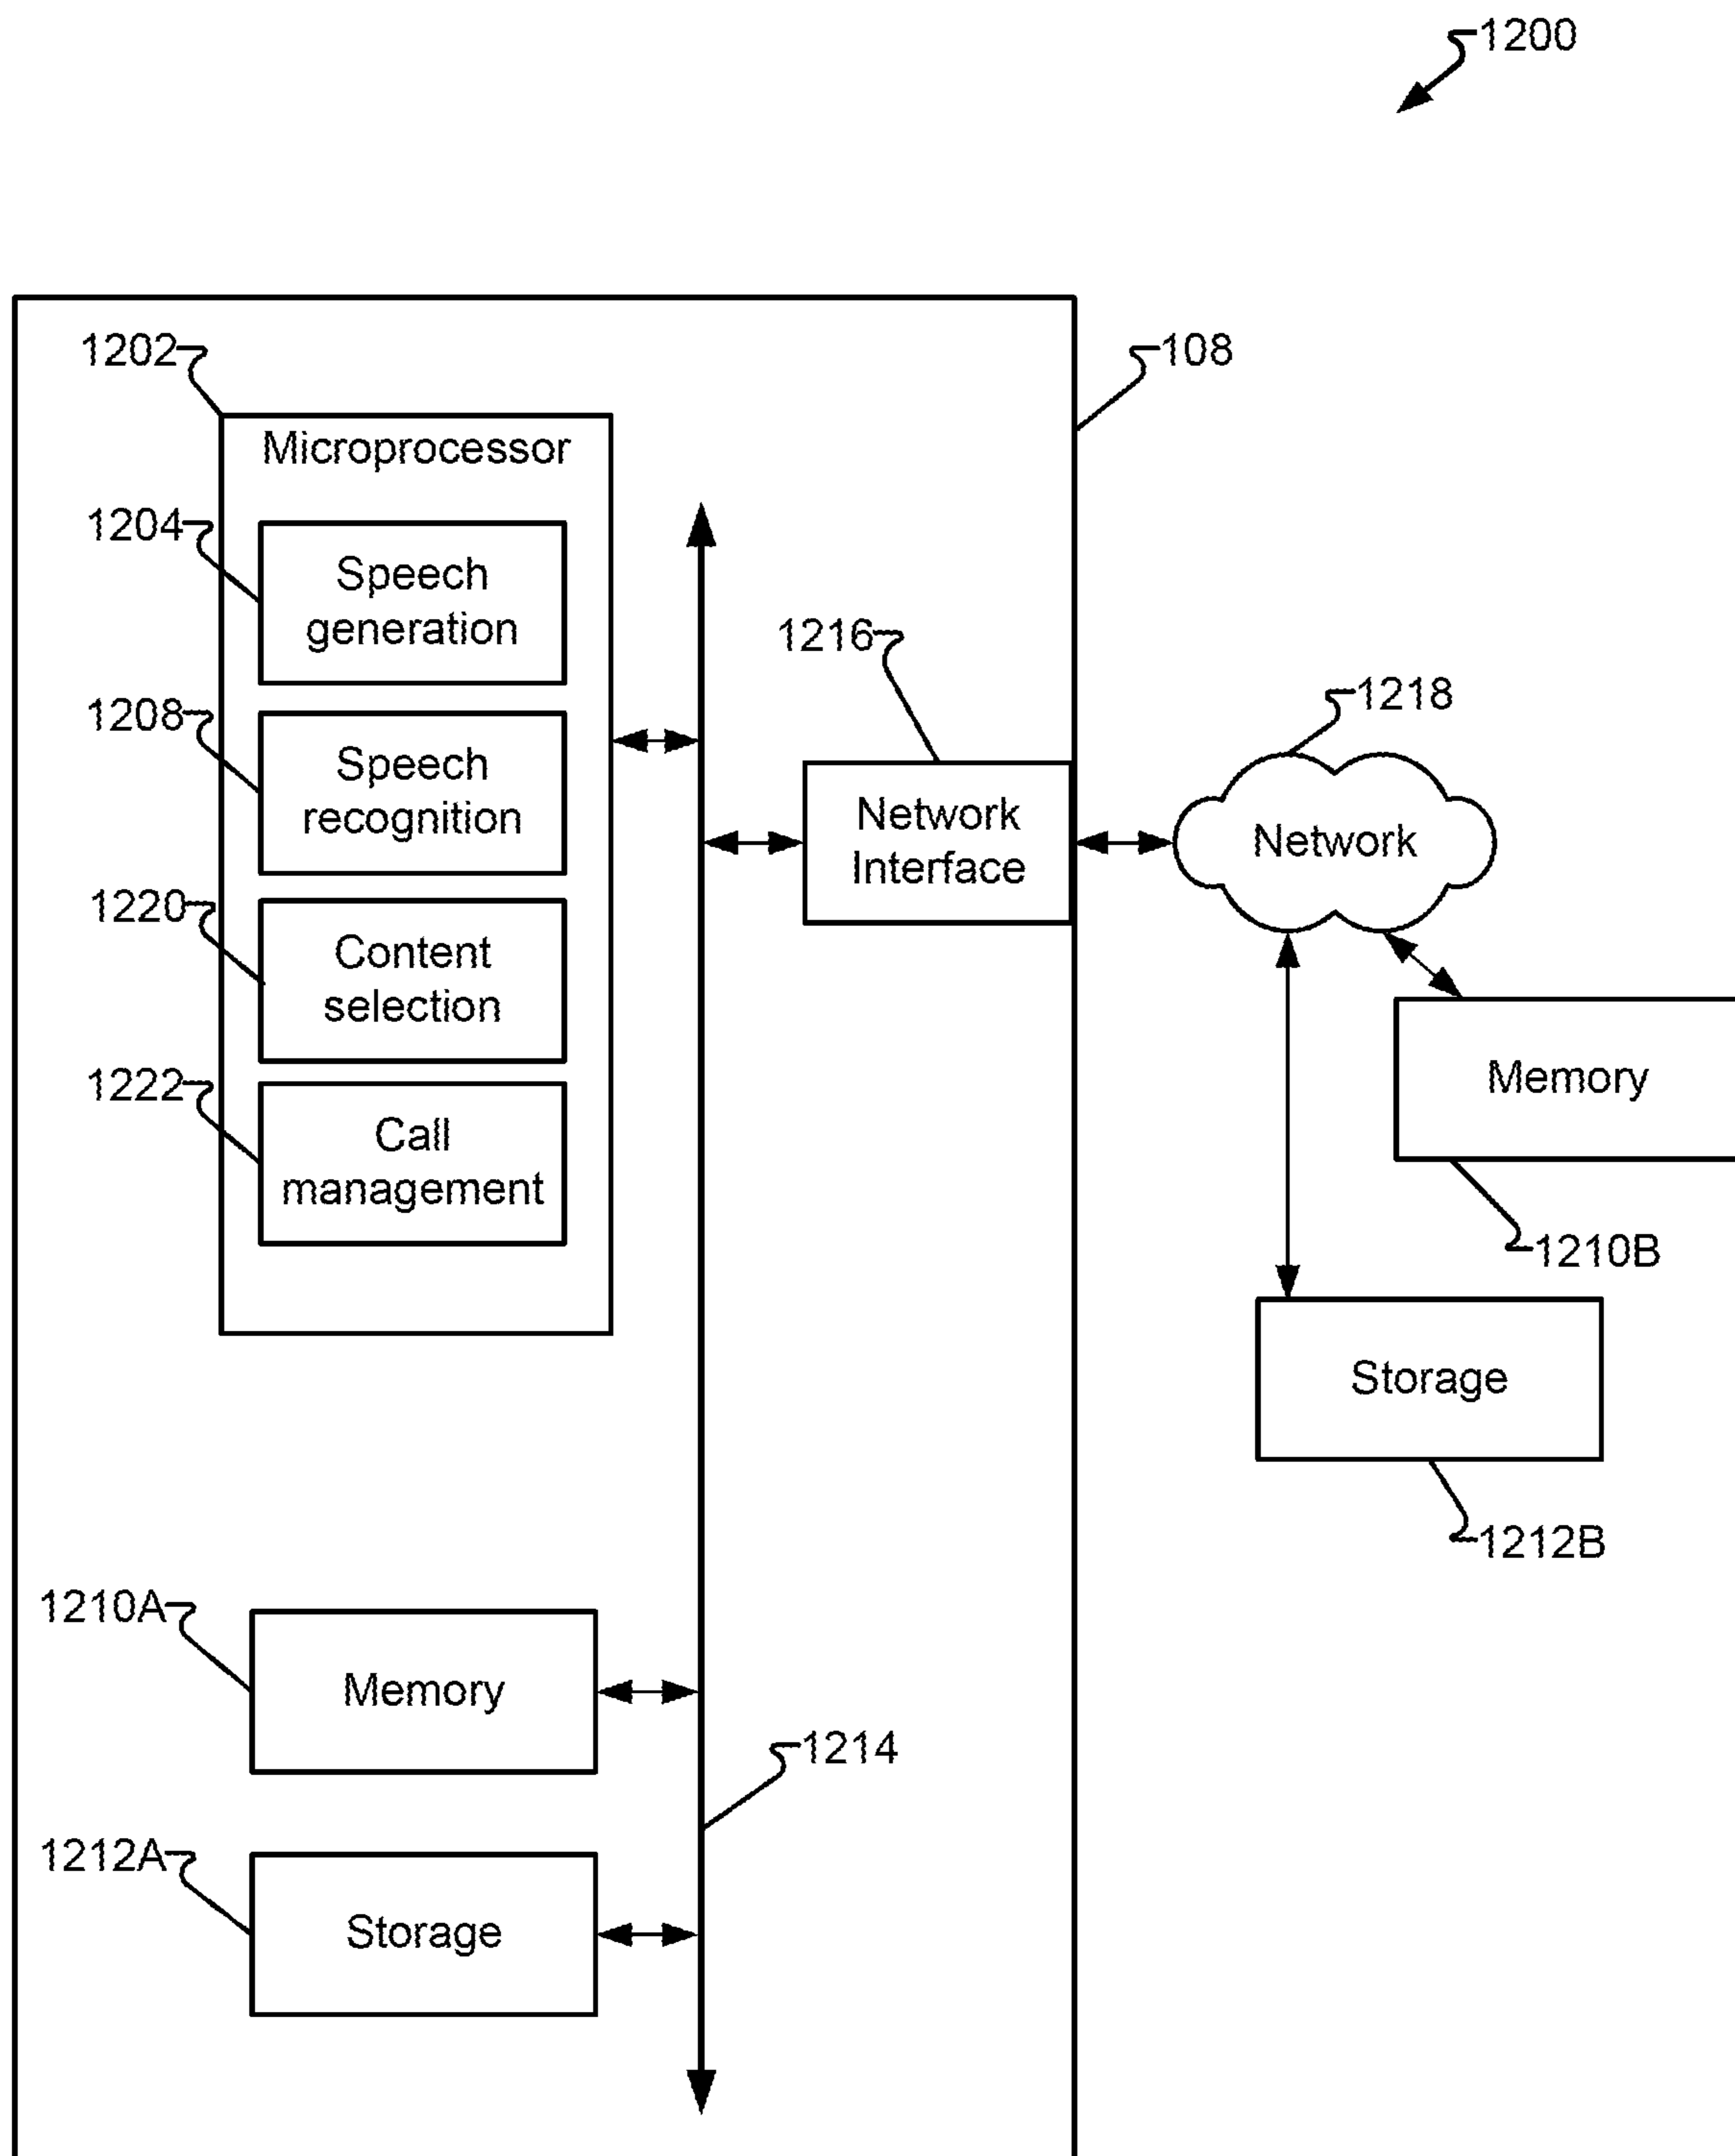 1200
1202
108
Microprocessor
1204
Speech
generation
1216
1218
1208
Speech
recognition
Network
Interface
Network
1220
Content
selection
1222
Call
management
Memory
1210B
Storage
1212B
1210A
Memory
1214
1212A
Storage